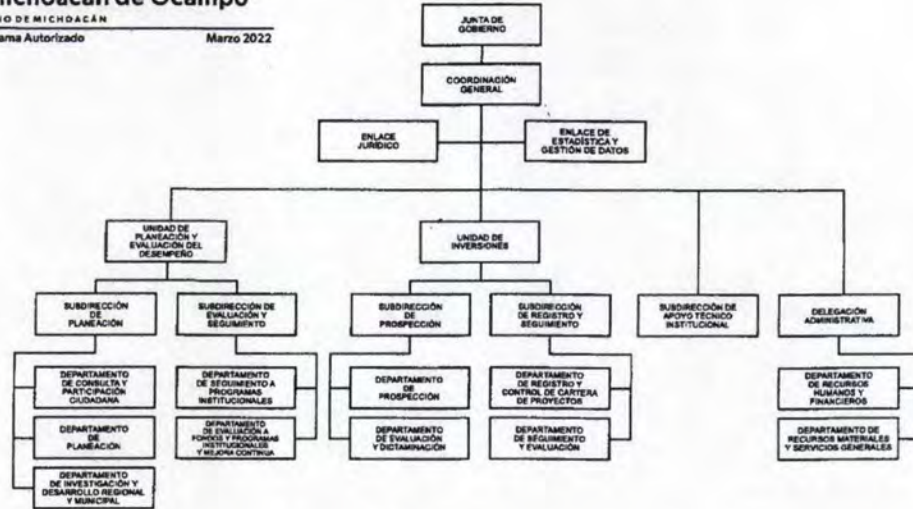 Michoacán de Ocampo
NO DE MICHOACÁN
ama Autorizado
Marzo 2022
JUNTA DE
GOBIERNO
COORDINACIÓN
GENERAL
ENLACE
JURÍDICO
ENLACE DE
ESTADÍSTICA Y
GESTIÓN DE DATOS
UNIDAD DE
PLANEACIÓN Y
EVALUACIÓN DEL
DESEMPEÑO
UNIDAD DE
INVERSIONES
SUBDIRECCIÓN
DE
PLANEACIÓN
SUBDIRECCIÓN DE
EVALUACIÓN Y
SEGUIMIENTO
SUBDIRECCIÓN
DE
PROSPECCIÓN
SUBDIRECCIÓN
DE REGISTRO Y
SEGUIMIENTO
SUBDIRECCIÓN DE
APOYO TÉCNICO
INSTITUCIONAL
DELEGACIÓN
ADMINISTRATIVA
DEPARTAMENTO
DE CONSULTA Y
PARTICIPACIÓN
CIUDADANA
DEPARTAMENTO
DE SEGUIMIENTO A
PROGRAMAS
INSTITUCIONALES
DEPARTAMENTO
DE
PROSPECCIÓN
DEPARTAMENTO
DE REGISTRO Y
CONTROL DE CARTERA
DE PROYECTOS
DEPARTAMENTO
DE RECURSOS
HUMANOS Y
FINANCIEROS
DEPARTAMENTO
DE
PLANEACIÓN
DEPARTAMENTO
DE EVALUACIÓN A
FONDOS Y PROGRAMAS
INSTITUCIONALES
Y MEJORA CONTINUA
DEPARTAMENTO
DE EVALUACIÓN
Y DICTAMINACIÓN
DEPARTAMENTO
DE SEGUIMIENTO
Y EVALUACIÓN
DEPARTAMENTO DE
RECURSOS MATERIALES
Y SERVICIOS GENERALES
DEPARTAMENTO
DE INVESTIGACIÓN Y
DESARROLLO REGIONAL
Y MUNICIPAL